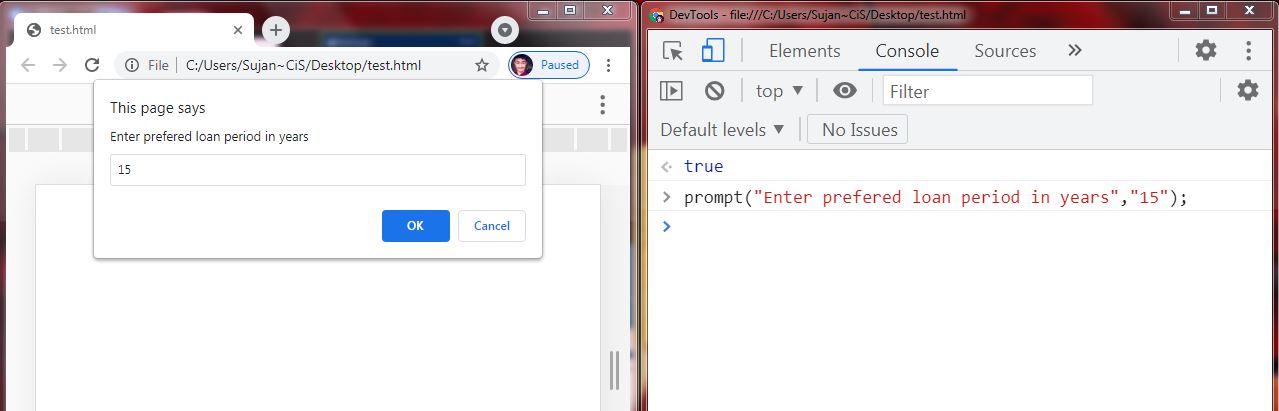 test.html
File C:/Users/Sujan~CiS/Desktop/test.html Paused
This page says
Enter prefered loan period in years
15
OK Cancel
DevTools - file:///C:/Users/Sujan~CiS/Desktop/test.html
Elements Console Sources
top Filter
Default levels No Issues
true
prompt("Enter prefered loan period in years","15");